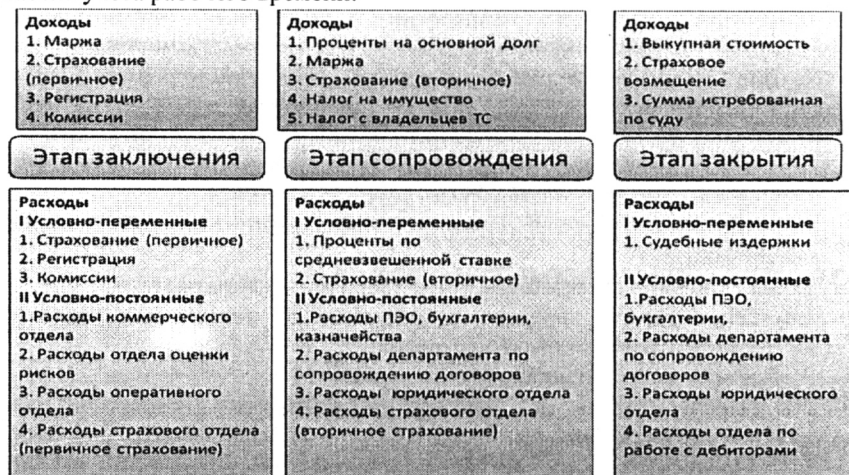 Доходы
1. Маржа
2. Страхование
(первичное)
3. Регистрация
4. Комиссии
Доходы
1. Проценты на основной долг
2. Маржа
3. Страхование (вторичное)
4. Налог на имущество
5. Налог с владельцев ТС
Доходы
1. Выкупная стоимость
2. Страховое
возмещение
3. Сумма истребованная
по суду
Этап заключения
Этап сопровождения
Этап закрытия
Расходы
I Условно-переменные
1. Страхование (первичное)
2. Регистрация
3. Комиссии
II Условно-постоянные
1.Расходы коммерческого
отдела
2. Расходы отдела оценки
рисков
3. Расходы оперативного
отдела
4. Расходы страхового отдела
(первичное страхование)
Расходы
I Условно-переменные
1. Проценты по
средневзвешенной ставке
2. Страхование (вторичное)
II Условно-постоянные
1.Расходы ПЭО, бухгалтерии,
казначейства
2. Расходы департамента по
сопровождению договоров
3. Расходы юридического отдела
4. Расходы страхового отдела
(вторичное страхование)
Расходы
I Условно-переменные
1. Судебные издержки
II Условно-постоянные
1.Расходы ПЭО,
бухгалтерии,
2. Расходы департамента
по сопровождению
договоров
3. Расходы юридического
отдела
4. Расходы отдела по
работе с дебиторами